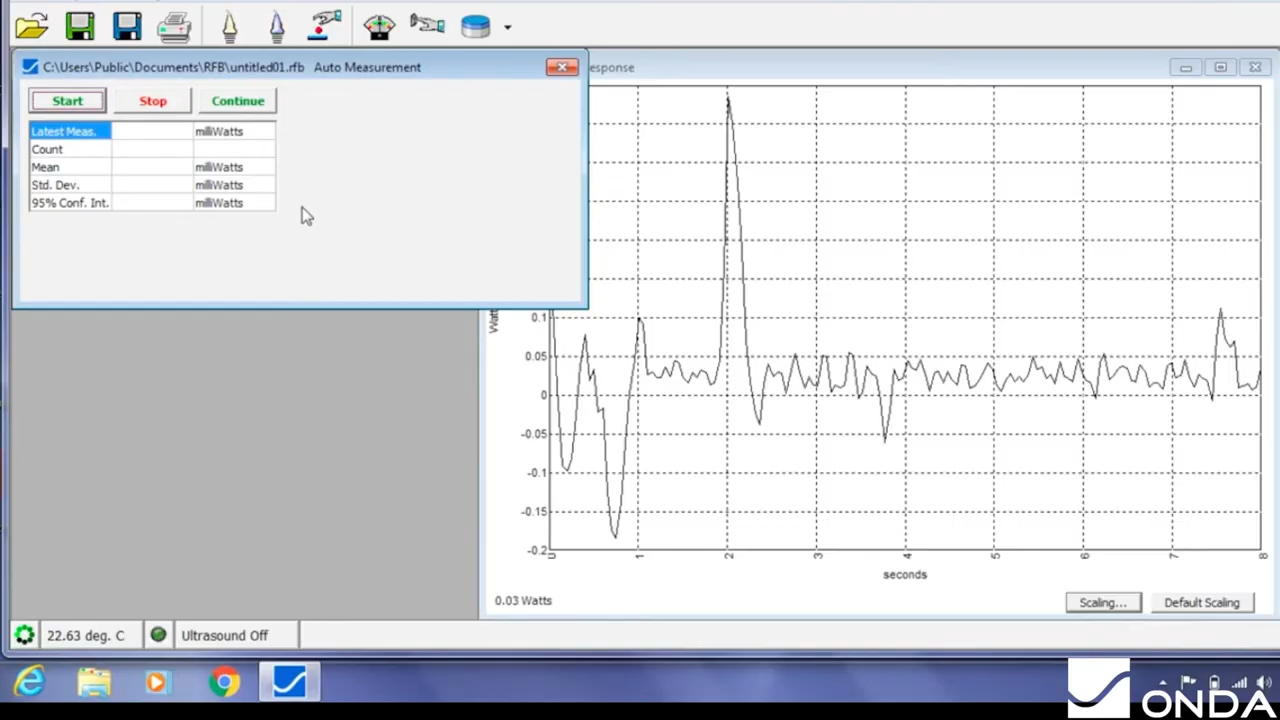 C:\Users\Public\Documents\RFB\untitled01.rfb Auto Measurement
esponse
Start Stop Continue
Latest Meas. milliWatts
Count
Mean milliWatts
Std. Dev. milliWatts
95% Conf. Int. milliWatts
Watt
0.1
0.05
0
-0.05
-0.1
-0.15
-0.2
0 1 2 3 4 5 6 7 8
seconds
0.03 Watts
Scaling... Default Scaling
22.63 deg. C Ultrasound Off
ONDA